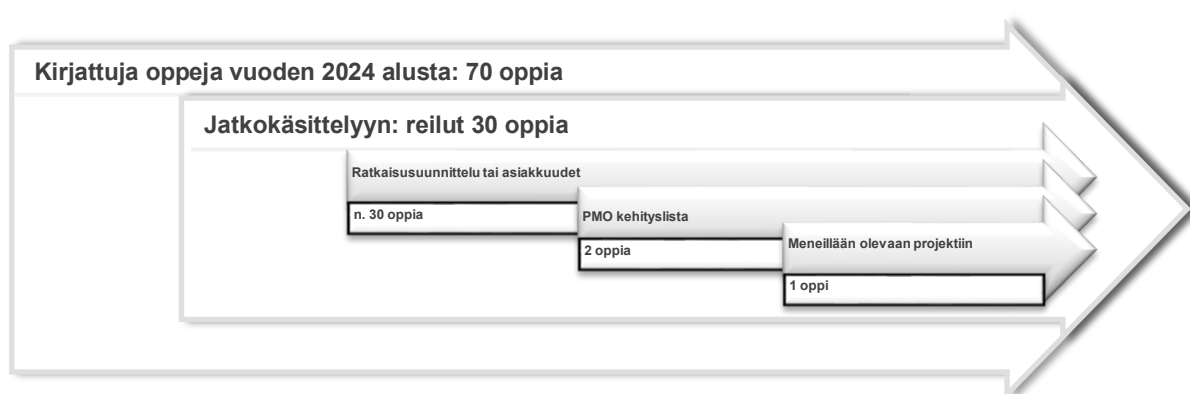 Kirjattuja oppeja vuoden 2024 alusta: 70 oppia
Jatkokäsittelyyn: reilut 30 oppia
Ratkaisusuunnittelu tai asiakkuudet
n. 30 oppia
PMO kehityslista
2 oppia
Meneillään olevaan projektiin
1 oppi